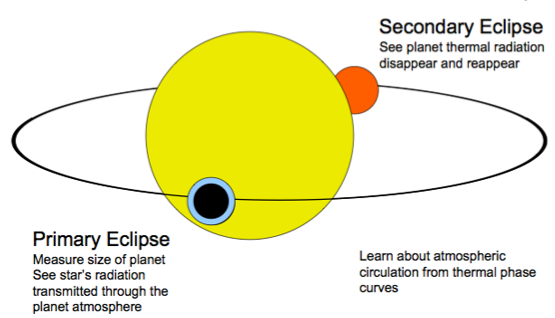 Secondary Eclipse
See planet thermal radiation
disappear and reappear
Primary Eclipse
Measure size of planet
See star's radiation
transmitted through the
planet atmosphere
Learn about atmospheric
circulation from thermal phase
curves